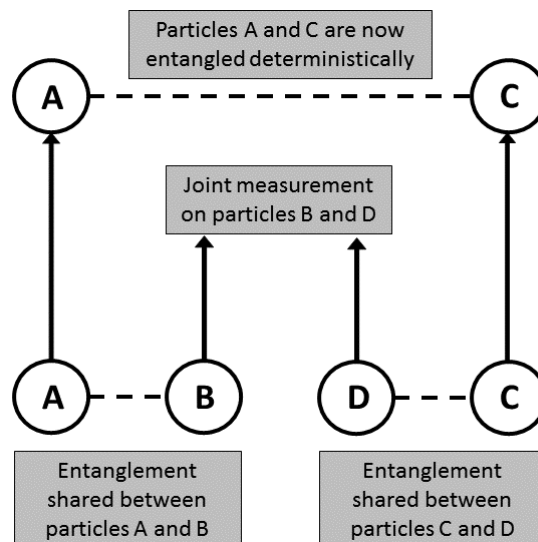 Particles A and C are now
entangled deterministically
A
C
Joint measurement
on particles B and D
A
B
D
C
Entanglement
shared between
particles A and B
Entanglement
shared between
particles C and D